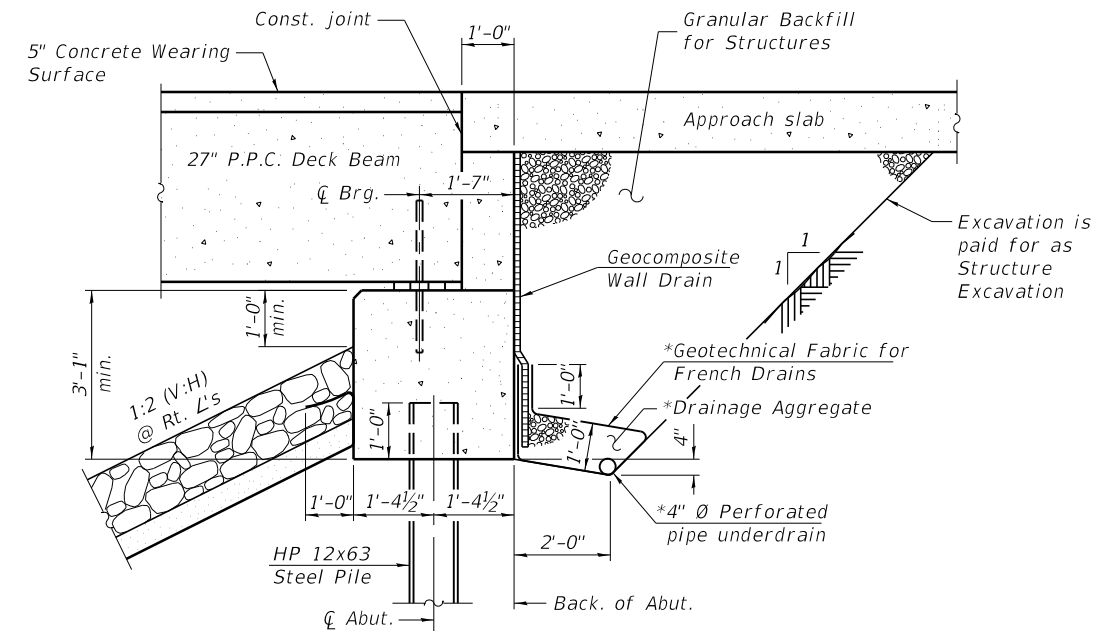 Const. joint
1'-0"
Granular Backfill
for Structures
5" Concrete Wearing
Surface
Approach slab
27" P.P.C. Deck Beam
℄ Brg.
1'-7"
Excavation is
paid for as
Structure
Excavation
1
1
Geocomposite
Wall Drain
1'-0"
min.
3'-1"
min.
1:2 (V:H)
@ Rt. ∠'s
*Geotechnical Fabric for
French Drains
1'-0"
*Drainage Aggregate
1'-0"
1'-0"
4"
1'-0"
1'-4½"
1'-4½"
*4" Ø Perforated
pipe underdrain
2'-0"
HP 12x63
Steel Pile
℄ Abut.
Back. of Abut.